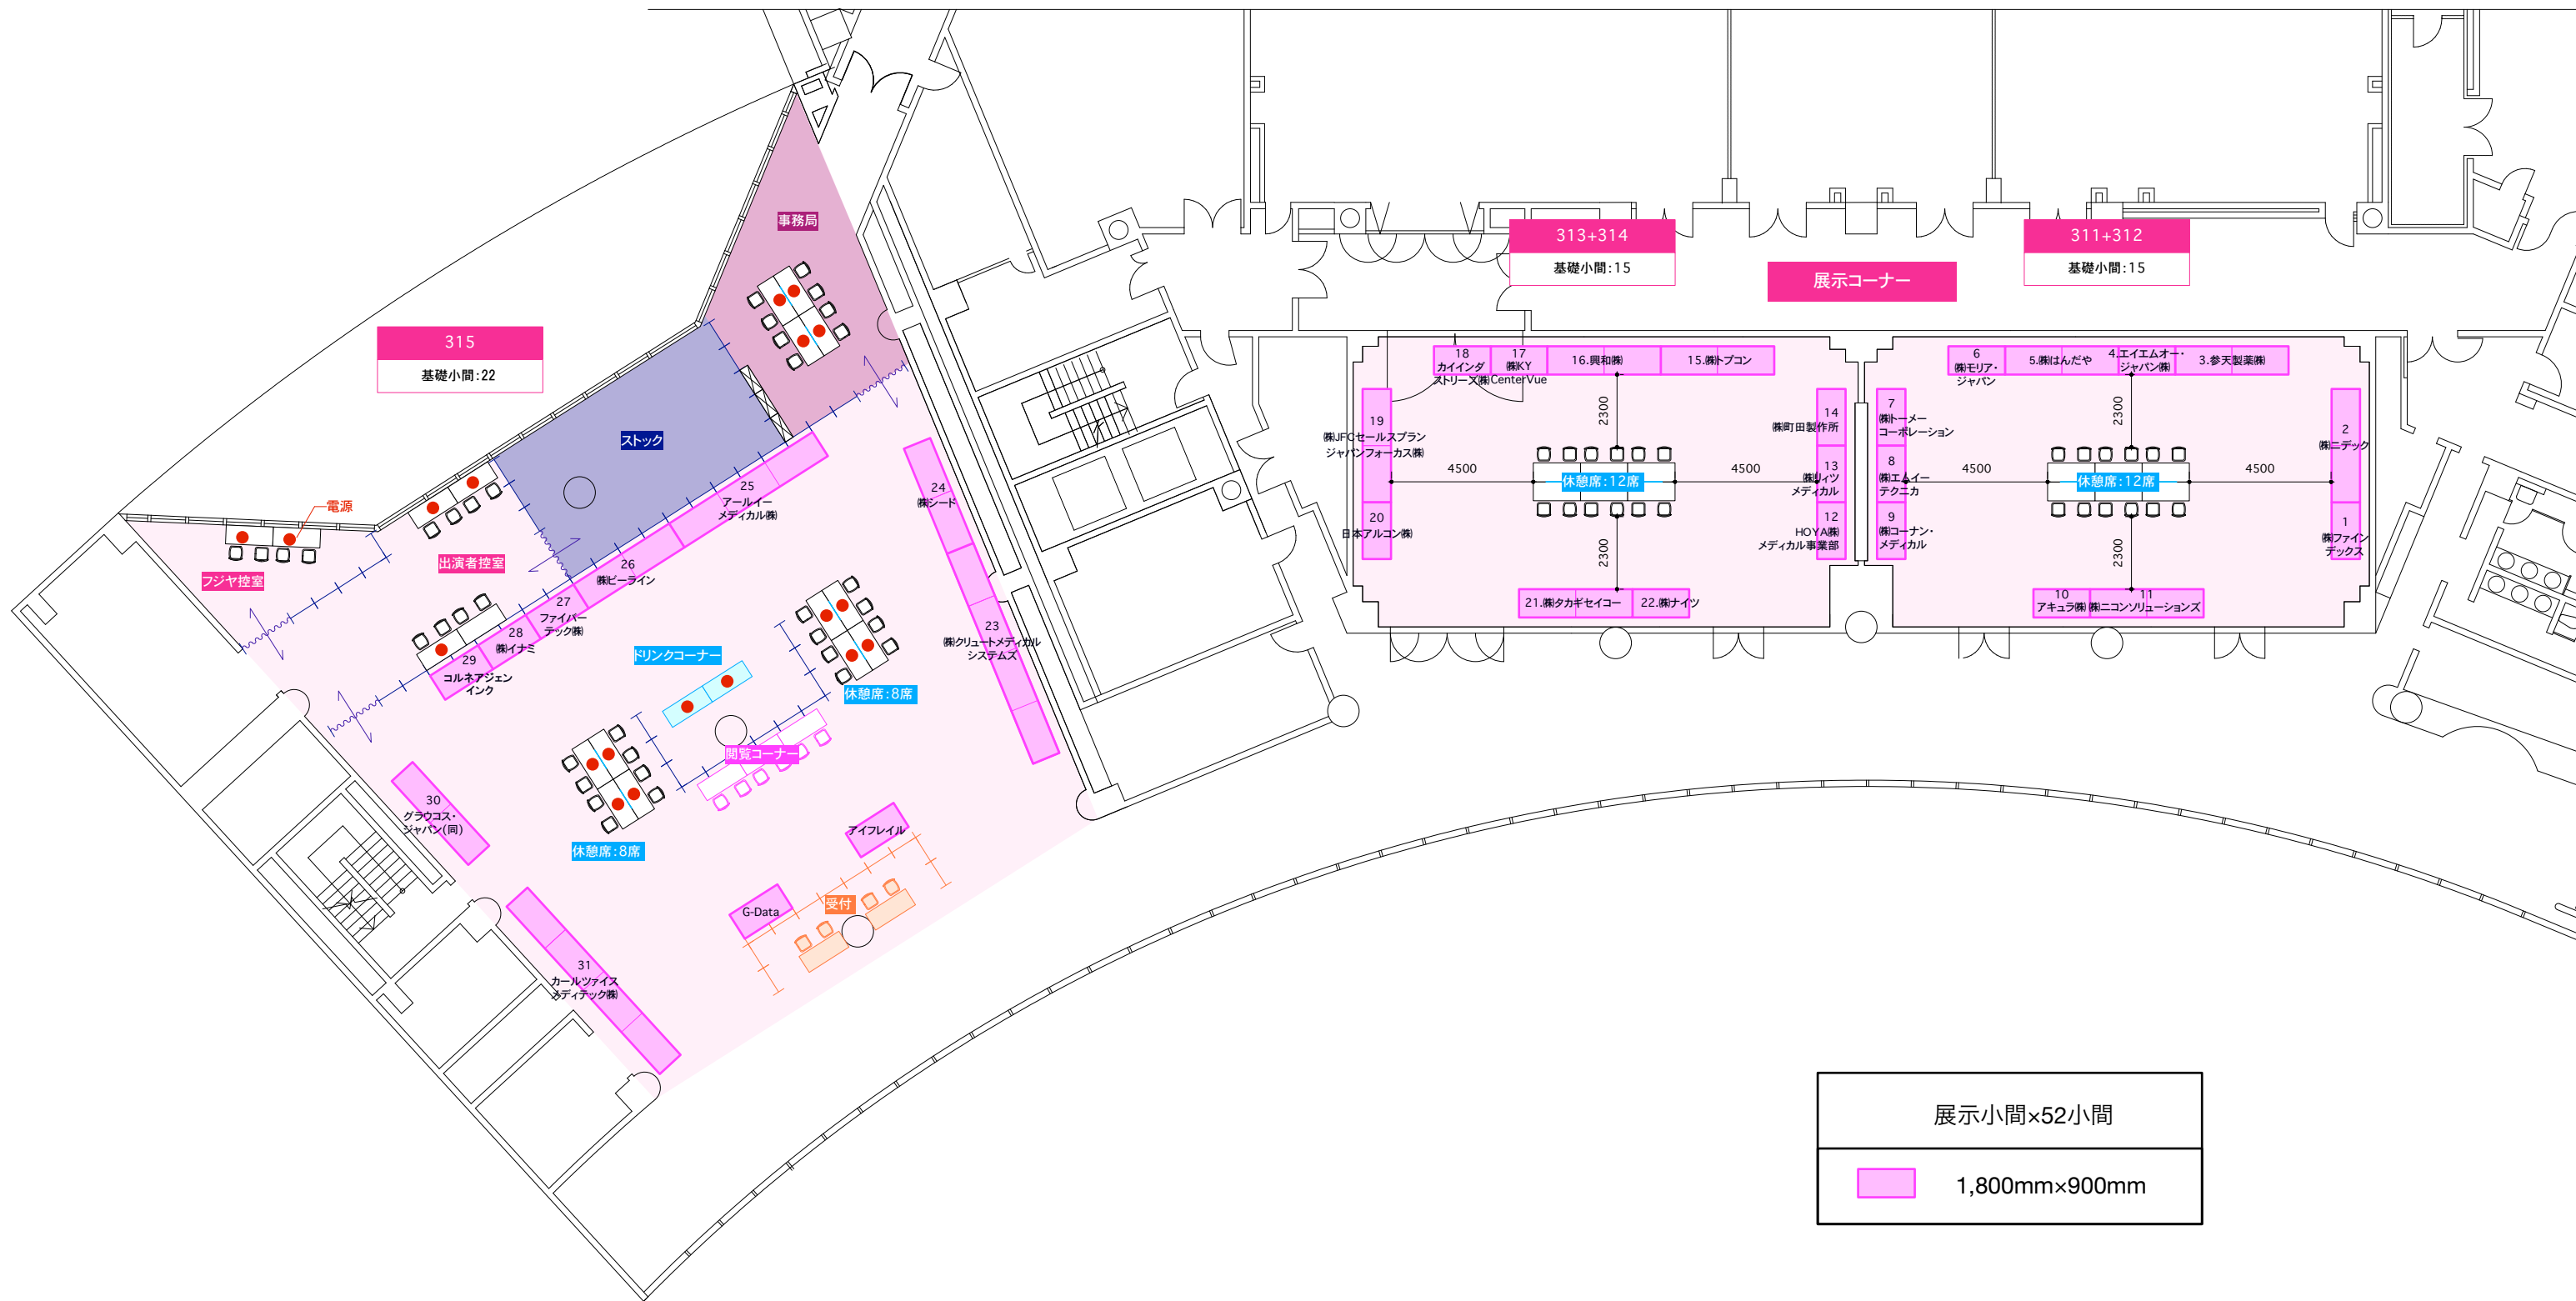 事務局
315
基礎小間:22
ストック
電源
出演者控室
フジヤ控室
25
アールイー
メディカル㈱
24
㈱シード
26
㈱ビーライン
27
ファイバー
テック㈱
28
㈱イナミ
29
コルネアジェン
インク
23
㈱クリュートメディカル
システムズ
ドリンクコーナー
休憩席:8席
閲覧コーナー
休憩席:8席
30
グラウコス・
ジャパン(同)
アイフレイル
G-Data
受付
31
カールツァイス
メディテック㈱
313+314
基礎小間:15
展示コーナー
311+312
基礎小間:15
18
カイインダ
ストリーズ㈱
17
㈱KY
CenterVue
16.興和㈱
15.㈱トプコン
19
㈱JFCセールスプラン
ジャパンフォーカス㈱
20
日本アルコン㈱
2300
4500
休憩席:12席
4500
2300
14
㈱町田製作所
13
㈱リィツ
メディカル
12
HOYA㈱
メディカル事業部
21.㈱タカギセイコー
22.㈱ナイツ
6
㈱モリア・
ジャパン
5.㈱はんだや
4.エイエムオー・
ジャパン㈱
3.参天製薬㈱
7
㈱トーメー
コーポレーション
8
㈱エムイー
テクニカ
9
㈱コーナン・
メディカル
2300
4500
休憩席:12席
4500
2300
2
㈱ニデック
1
㈱ファイン
デックス
10
アキュラ㈱
11
㈱ニコンソリューションズ
展示小間×52小間
1,800mm×900mm